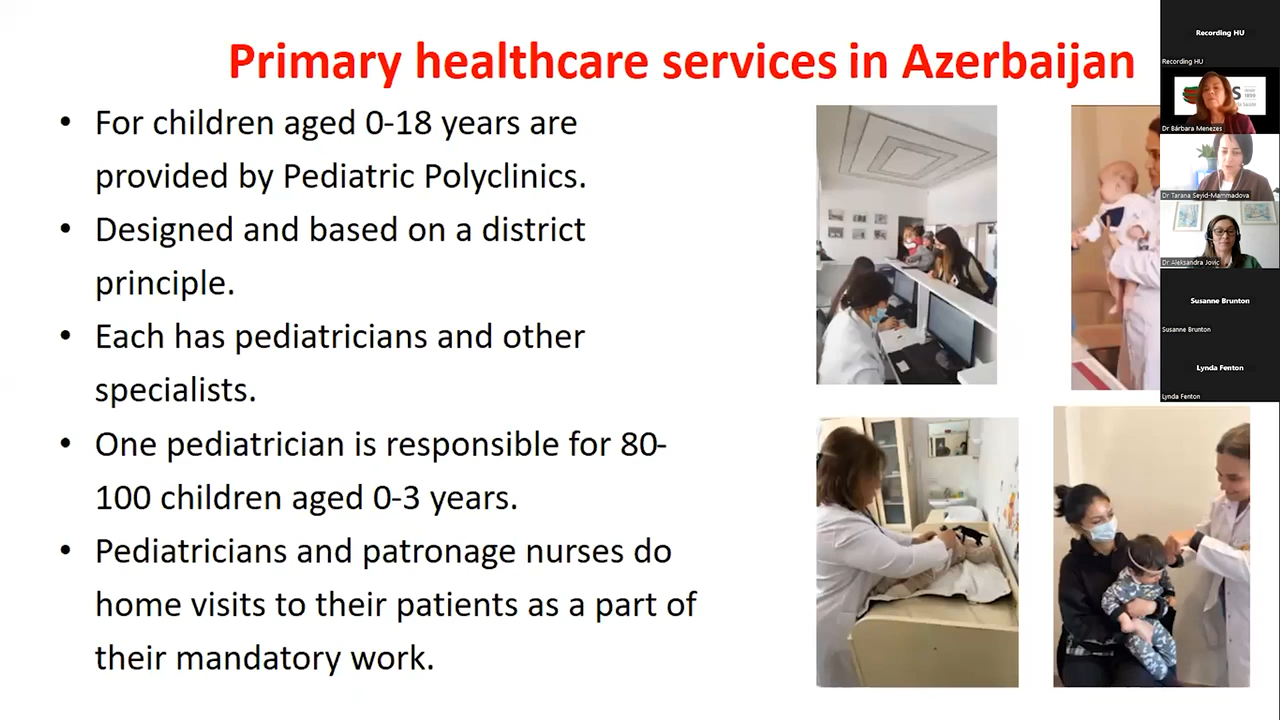 Primary healthcare services in Azerbaijan
• For children aged 0-18 years are
provided by Pediatric Polyclinics.
• Designed and based on a district
principle.
• Each has pediatricians and other
specialists.
• One pediatrician is responsible for 80-
100 children aged 0-3 years.
• Pediatricians and patronage nurses do
home visits to their patients as a part of
their mandatory work.
Recording HU
Recording HU
Dr Bárbara Menezes
Dr Tarana Seyid-Mammadova
Dr Aleksandra Jovic
Susanne Brunton
Susanne Brunton
Lynda Fenton
Lynda Fenton